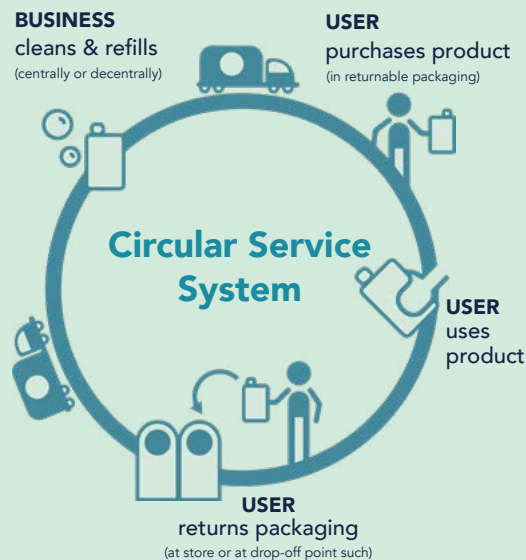 BUSINESS
cleans & refills
(centrally or decentrally)
USER
purchases product
(in returnable packaging)
Circular Service
System
USER
uses
product
USER
returns packaging
(at store or at drop-off point such)